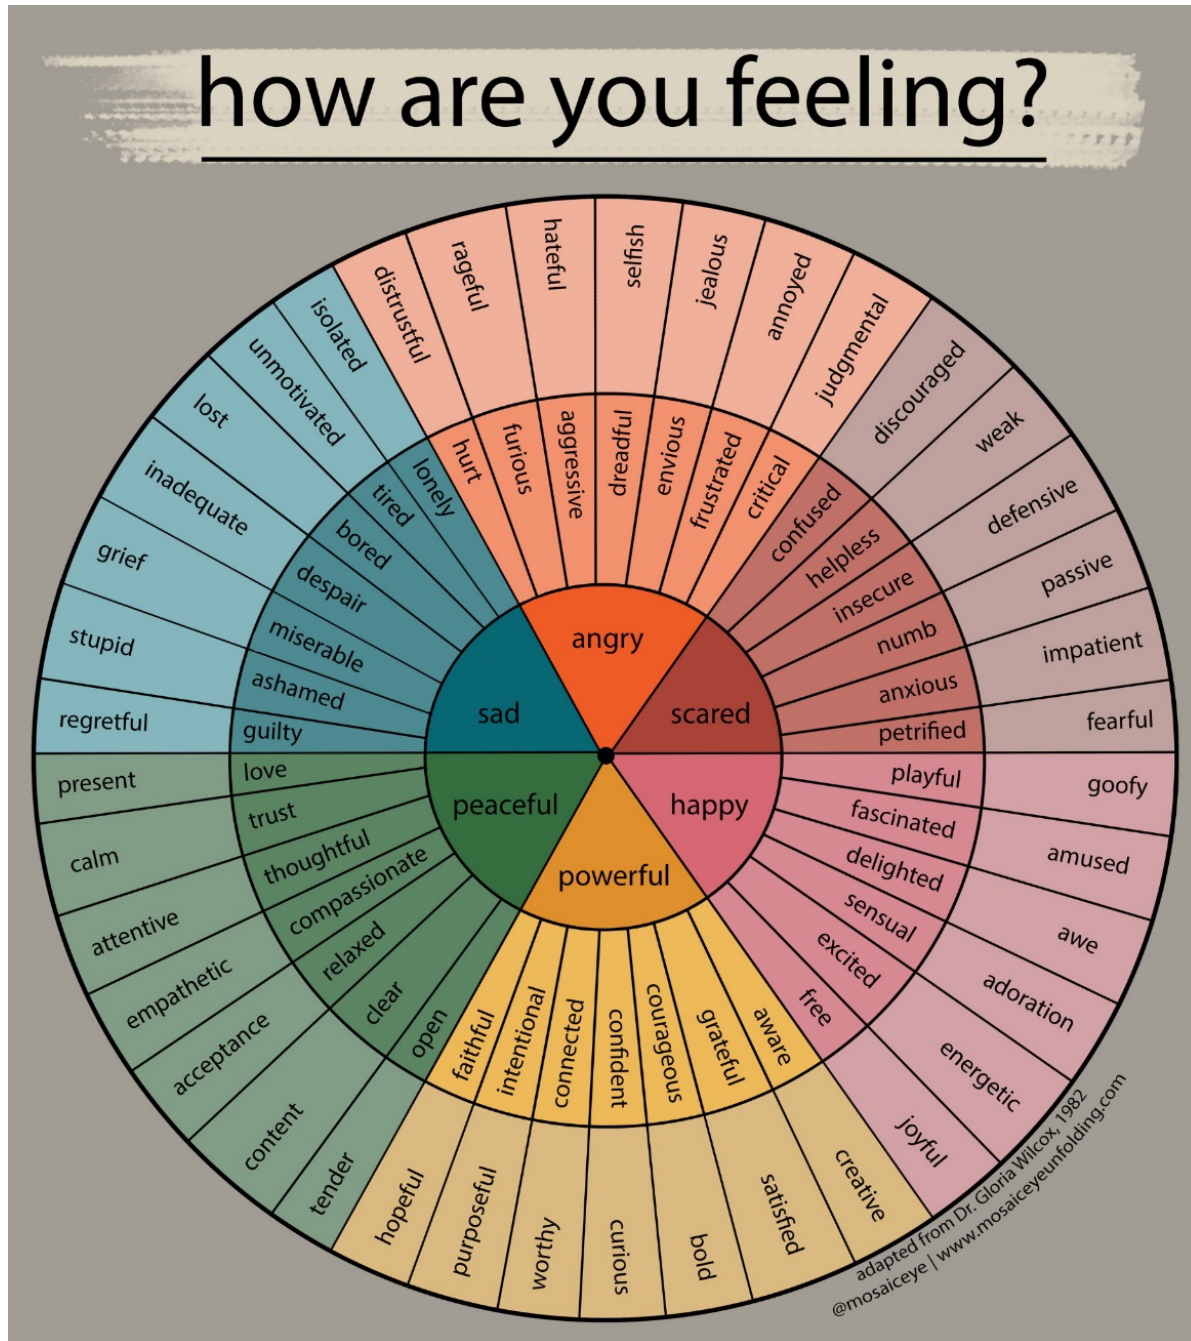 how are you feeling?
distrustful
rageful
hateful
selfish
jealous
annoyed
judgmental
discouraged
weak
defensive
passive
impatient
fearful
goofy
amused
awe
adoration
energetic
joyful
creative
satisfied
bold
curious
worthy
purposeful
hopeful
tender
content
acceptance
empathetic
attentive
calm
present
regretful
stupid
grief
inadequate
lost
unmotivated
isolated
hurt
furious
aggressive
dreadful
envious
frustrated
critical
confused
helpless
insecure
numb
anxious
petrified
playful
fascinated
delighted
sensual
excited
free
aware
grateful
courageous
confident
connected
intentional
faithful
open
clear
relaxed
compassionate
thoughtful
trust
love
guilty
ashamed
miserable
despair
bored
tired
lonely
angry
scared
happy
powerful
peaceful
sad
adapted from Dr. Gloria Wilcox, 1982
@mosaiceye | www.mosaiceyeunfolding.com